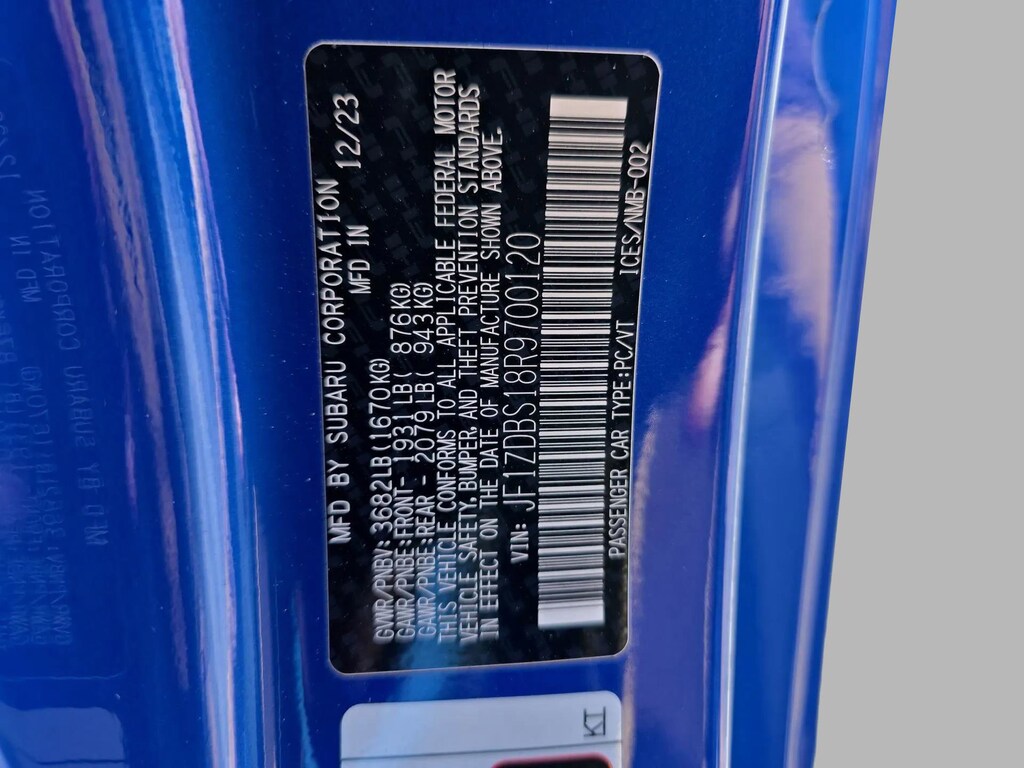 MFD BY SUBARU CORPORATION
MFD IN 12/23
GVWR/PNBV: 3682LB(1670KG)
GAWR/PNBE:FRONT- 1931LB( 876KG)
GAWR/PNBE:REAR - 2079LB( 943KG)
THIS VEHICLE CONFORMS TO ALL APPLICABLE FEDERAL MOTOR
VEHICLE SAFETY, BUMPER, AND THEFT PREVENTION STANDARDS
IN EFFECT ON THE DATE OF MANUFACTURE SHOWN ABOVE.
VIN: JF1ZDBS18R9700120
PASSENGER CAR TYPE:PC/VT ICES/NMB-002
KI